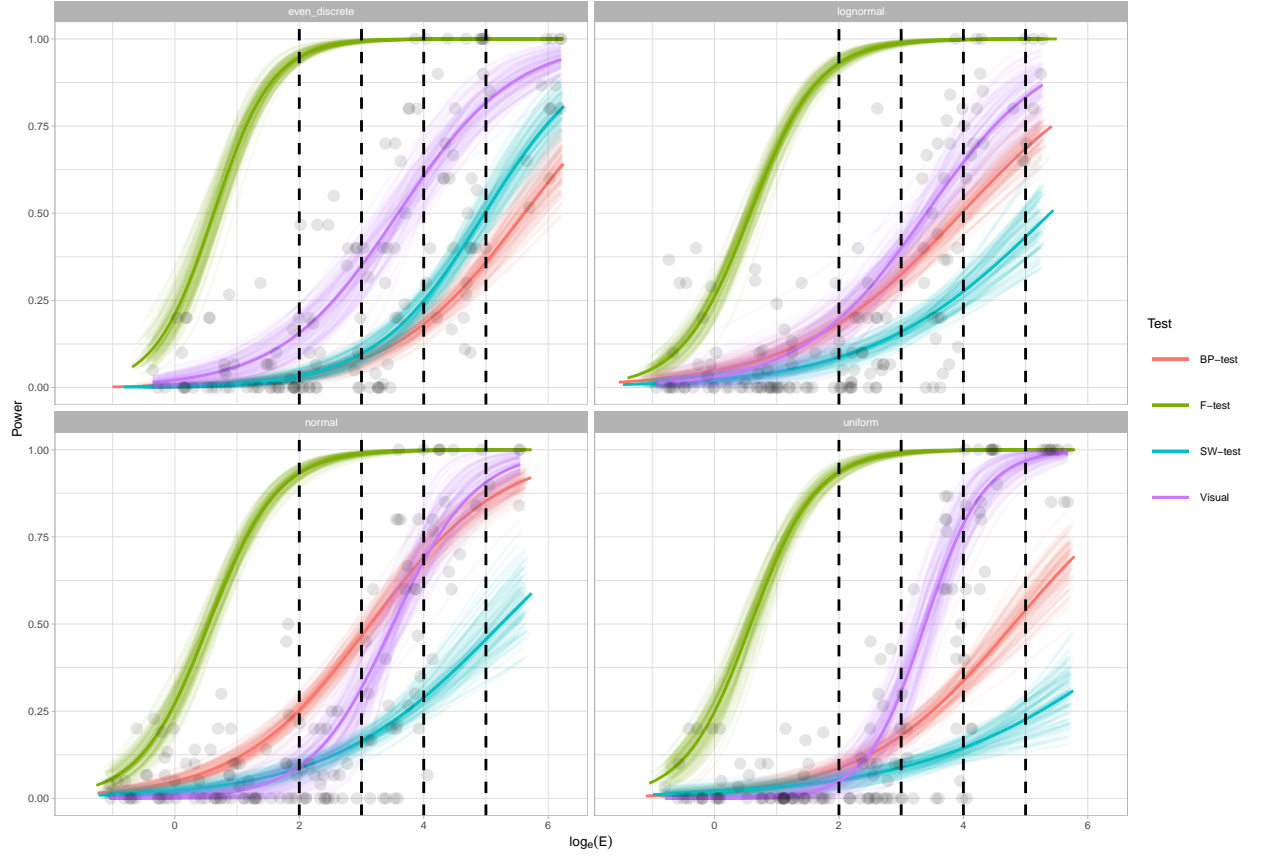 even_discrete
lognormal
1.00
0.75
0.50
0.25
0.00
normal
uniform
1.00
0.75
0.50
0.25
0.00
0
2
4
6
0
2
4
6
Power
logₑ(E)
Test
BP−test
F−test
SW−test
Visual